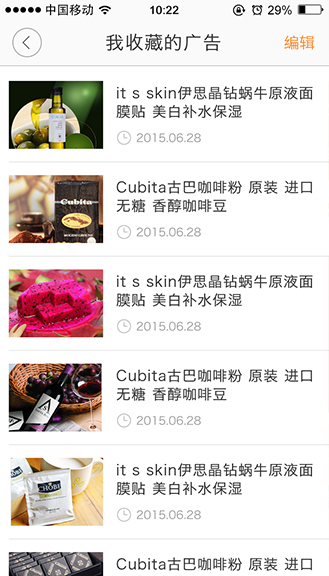 中国移动 10:22 29%
我收藏的广告 编辑
it s skin伊思晶钻蜗牛原液面
膜贴 美白补水保湿
2015.06.28
Cubita
Cubita古巴咖啡粉 原装 进口
无糖 香醇咖啡豆
2015.06.28
it s skin伊思晶钻蜗牛原液面
膜贴 美白补水保湿
2015.06.28
Cubita古巴咖啡粉 原装 进口
无糖 香醇咖啡豆
2015.06.28
CHOBI
it s skin伊思晶钻蜗牛原液面
膜贴 美白补水保湿
2015.06.28
Cubita古巴咖啡粉 原装 进口